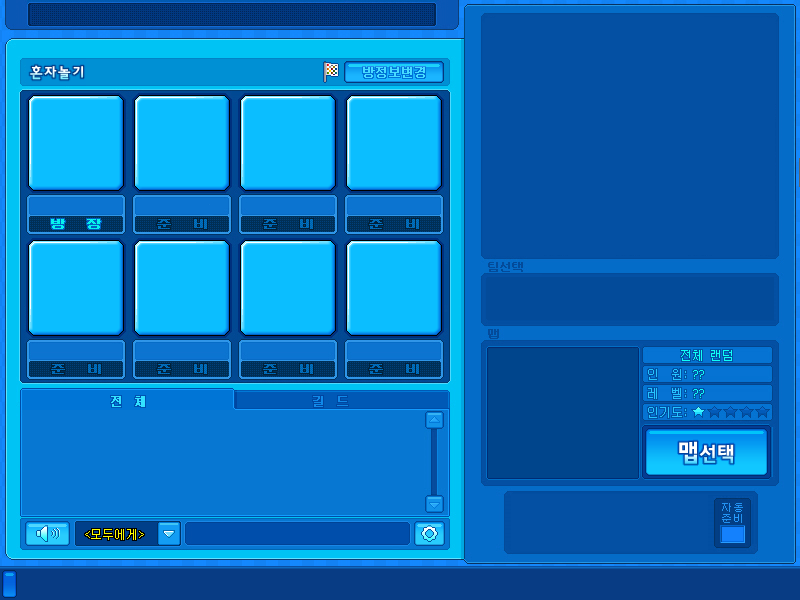 혼자놀기
방정보변경
방 장
준 비
준 비
준 비
준 비
준 비
준 비
준 비
전 체
길 드
<모두에게>
팀선택
맵
전체 랜덤
인 원: ??
레 벨: ??
인기도:
맵선택
자동
준비